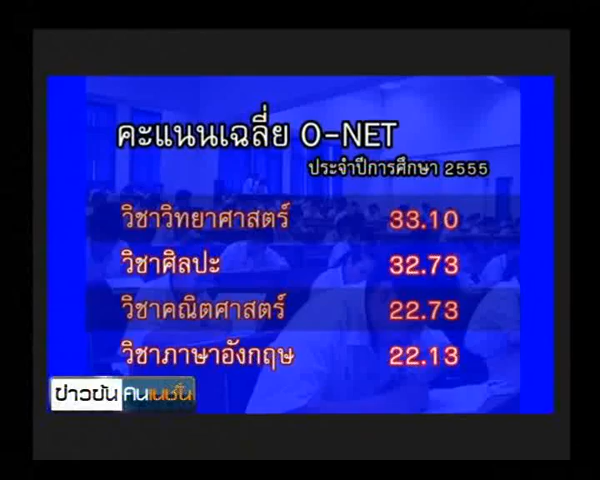 คะแนนเฉลี่ย O-NET
ประจำปีการศึกษา 2555
วิชาวิทยาศาสตร์ 33.10
วิชาศิลปะ 32.73
วิชาคณิตศาสตร์ 22.73
วิชาภาษาอังกฤษ 22.13
ข่าวข้น คนเนชั่น